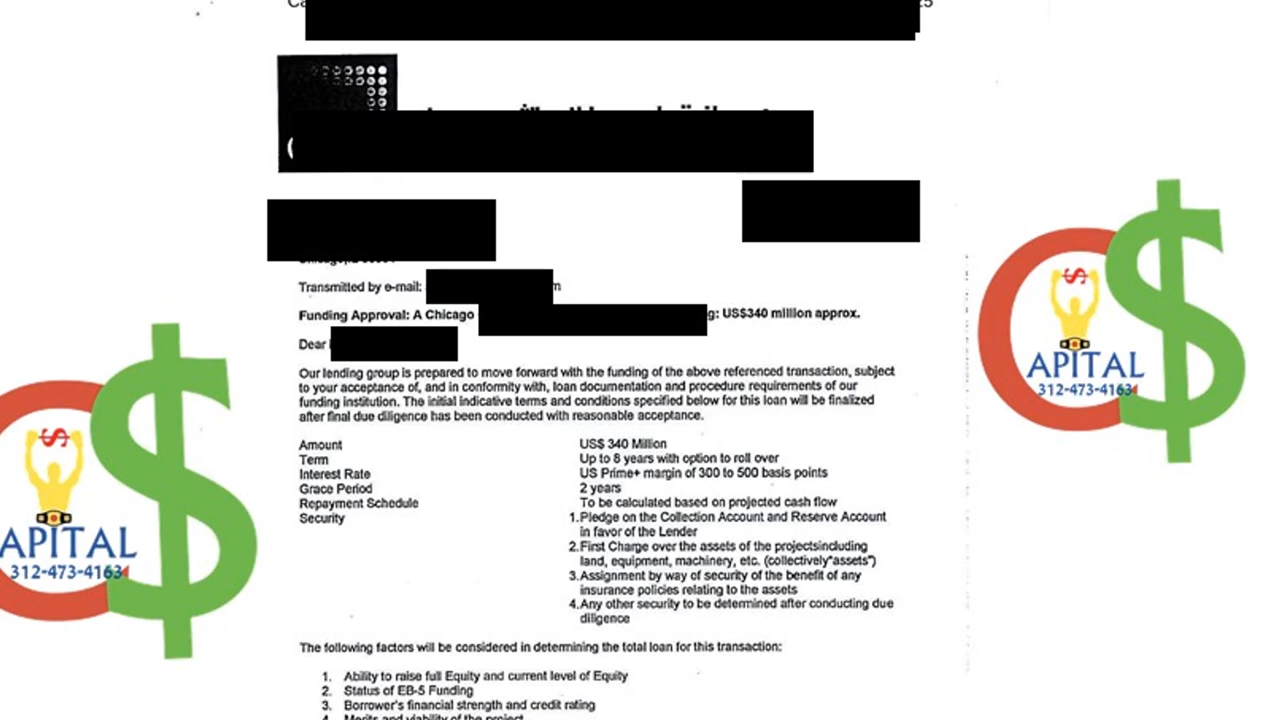 Transmitted by e-mail:
Funding Approval: A Chicago g: US$340 million approx.
Dear
Our lending group is prepared to move forward with the funding of the above referenced transaction, subject
to your acceptance of, and in conformity with, loan documentation and procedure requirements of our
funding institution. The initial indicative terms and conditions specified below for this loan will be finalized
after final due diligence has been conducted with reasonable acceptance.
Amount US$ 340 Million
Term Up to 8 years with option to roll over
Interest Rate US Prime+ margin of 300 to 500 basis points
Grace Period 2 years
Repayment Schedule To be calculated based on projected cash flow
Security 1.Pledge on the Collection Account and Reserve Account
in favor of the Lender
2.First Charge over the assets of the projectsincluding
land, equipment, machinery, etc. (collectively"assets")
3.Assignment by way of security of the benefit of any
insurance policies relating to the assets
4.Any other security to be determined after conducting due
diligence
The following factors will be considered in determining the total loan for this transaction:
1. Ability to raise full Equity and current level of Equity
2. Status of EB-5 Funding
3. Borrower's financial strength and credit rating
4. Merits and viability of the project
CAPITAL$
312-473-4163
CAPITAL$
312-473-4163